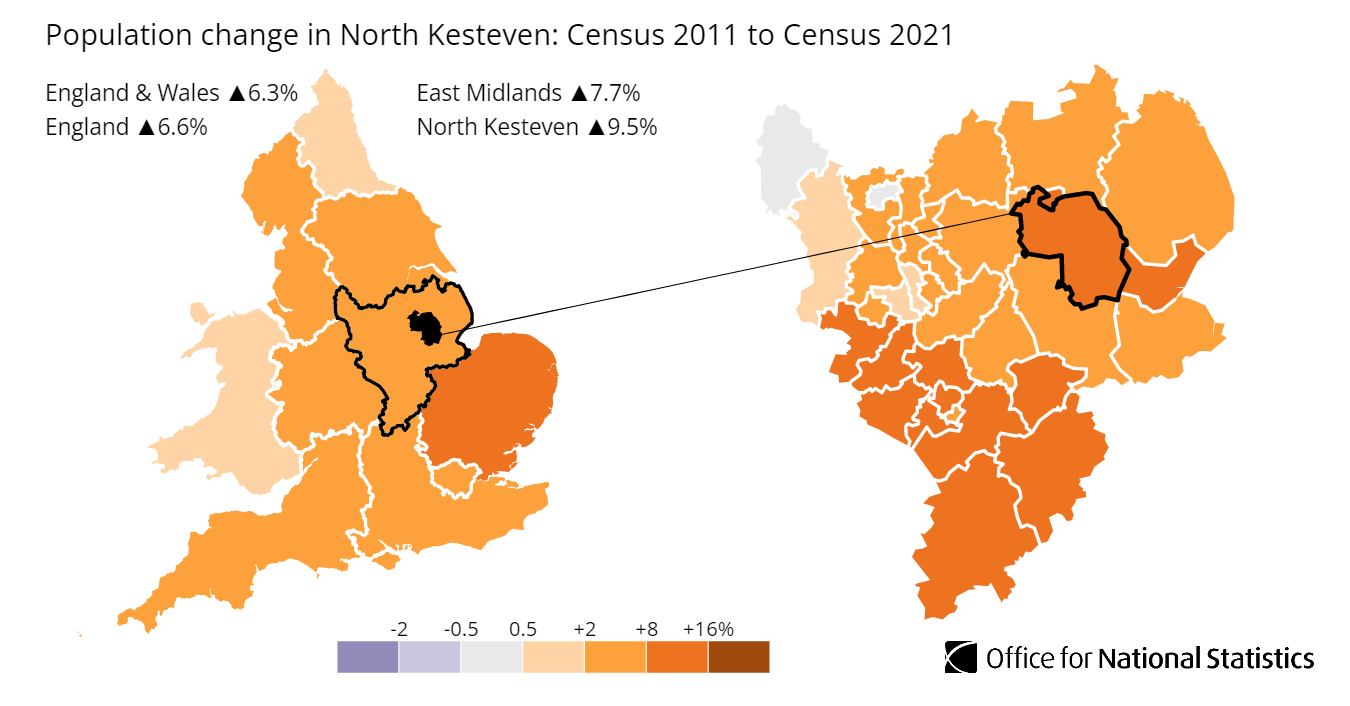 Population change in North Kesteven: Census 2011 to Census 2021
England & Wales ▲6.3%
East Midlands ▲7.7%
England ▲6.6%
North Kesteven ▲9.5%
-2 -0.5 0.5 +2 +8 +16%
Office for National Statistics